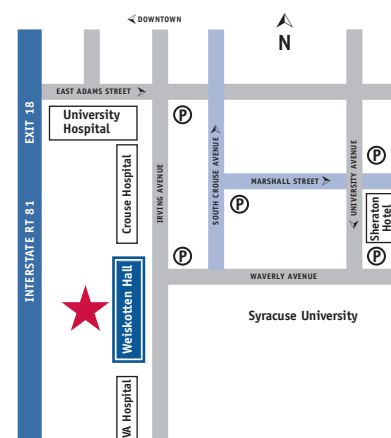 DOWNTOWN
N
EAST ADAMS STREET
University
Hospital
P
EXIT 18
Crouse Hospital
IRVING AVENUE
SOUTH CROUSE AVENUE
P
MARSHALL STREET
UNIVERSITY AVENUE
P
Sheraton
Hotel
INTERSTATE RT 81
P
P
Weiskotten Hall
WAVERLY AVENUE
Syracuse University
VA Hospital